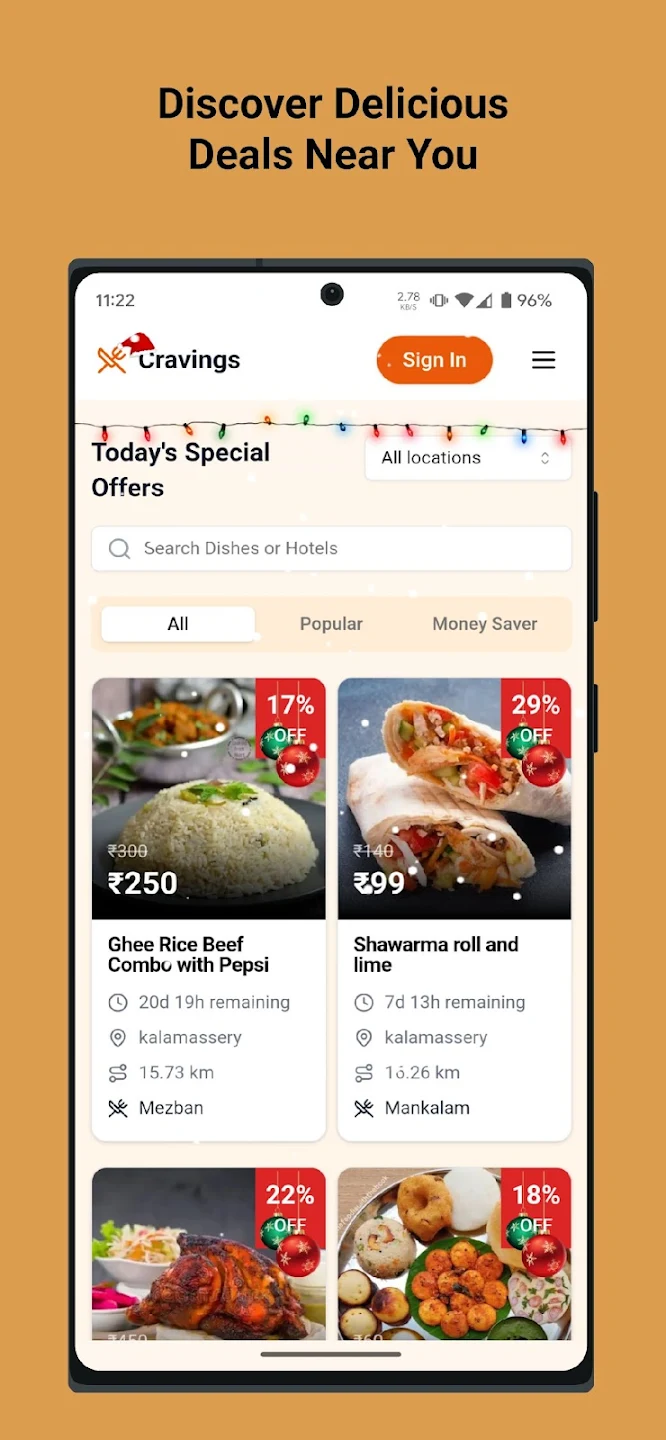 Discover Delicious
Deals Near You
11:22
2.78
KB/S
96%
Cravings
Sign In
Today's Special
Offers
All locations
Search Dishes or Hotels
All
Popular
Money Saver
17%
OFF
₹300
₹250
Ghee Rice Beef
Combo with Pepsi
20d 19h remaining
kalamassery
15.73 km
Mezban
29%
OFF
₹140
₹99
Shawarma roll and
lime
7d 13h remaining
kalamassery
16.26 km
Mankalam
22%
OFF
₹450
18%
OFF
₹60